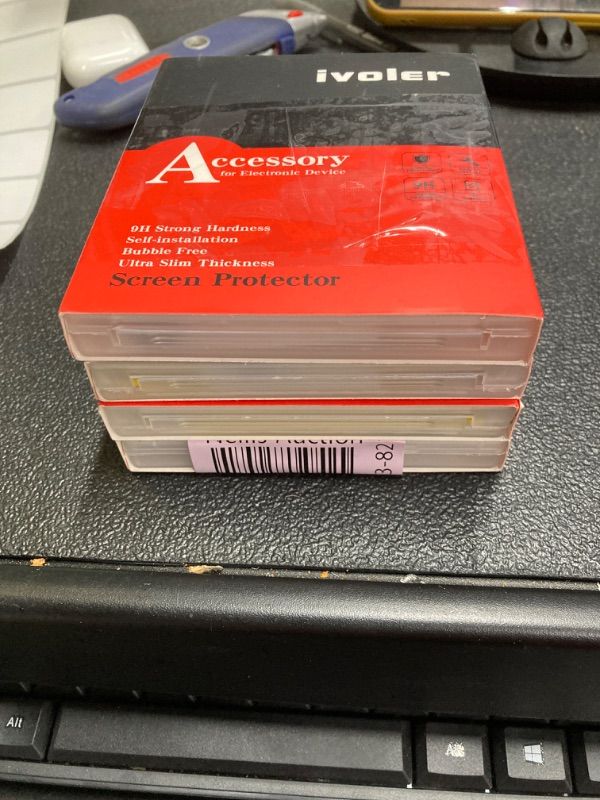 ivoler
Accessory
for Electronic Device
9H Strong Hardness
Self-installation
Bubble Free
Ultra Slim Thickness
Screen Protector
Nellis Auction
3-82
Alt